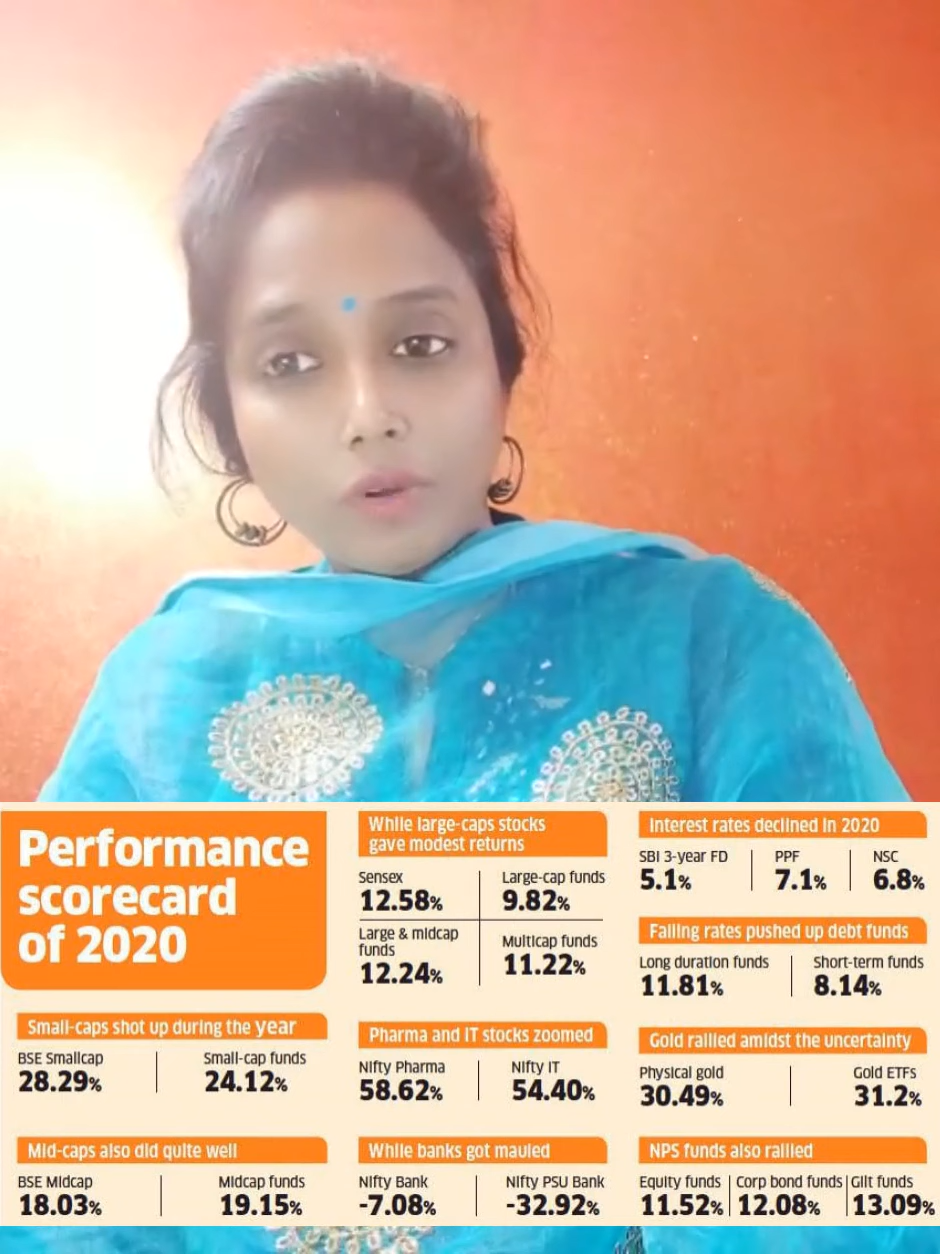 Performance
scorecard
of 2020
Small-caps shot up during the year
BSE Smallcap
28.29%
Small-cap funds
24.12%
Mid-caps also did quite well
BSE Midcap
18.03%
Midcap funds
19.15%
While large-caps stocks
gave modest returns
Sensex
12.58%
Large-cap funds
9.82%
Large & midcap
funds
12.24%
Multicap funds
11.22%
Pharma and IT stocks zoomed
Nifty Pharma
58.62%
Nifty IT
54.40%
While banks got mauled
Nifty Bank
-7.08%
Nifty PSU Bank
-32.92%
Interest rates declined in 2020
SBI 3-year FD
5.1%
PPF
7.1%
NSC
6.8%
Falling rates pushed up debt funds
Long duration funds
11.81%
Short-term funds
8.14%
Gold rallied amidst the uncertainty
Physical gold
30.49%
Gold ETFs
31.2%
NPS funds also rallied
Equity funds
11.52%
Corp bond funds
12.08%
Gilt funds
13.09%